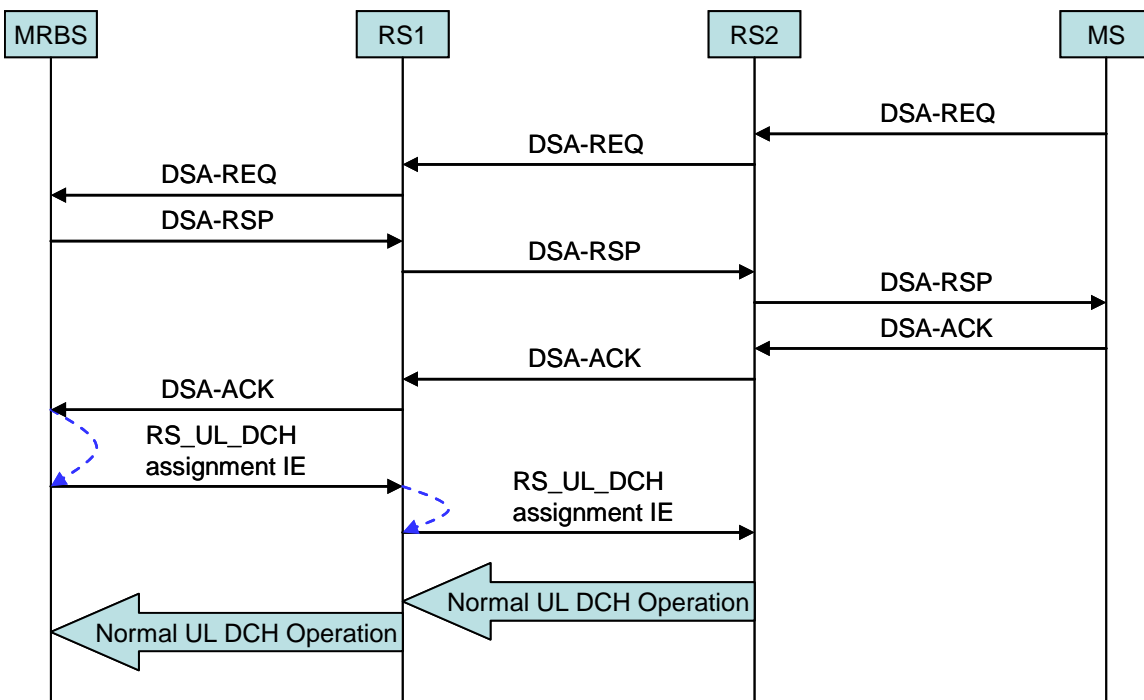 MRBS
RS1
RS2
MS
DSA-REQ
DSA-REQ
DSA-REQ
DSA-RSP
DSA-RSP
DSA-RSP
DSA-ACK
DSA-ACK
DSA-ACK
RS_UL_DCH
assignment IE
RS_UL_DCH
assignment IE
Normal UL DCH Operation
Normal UL DCH Operation